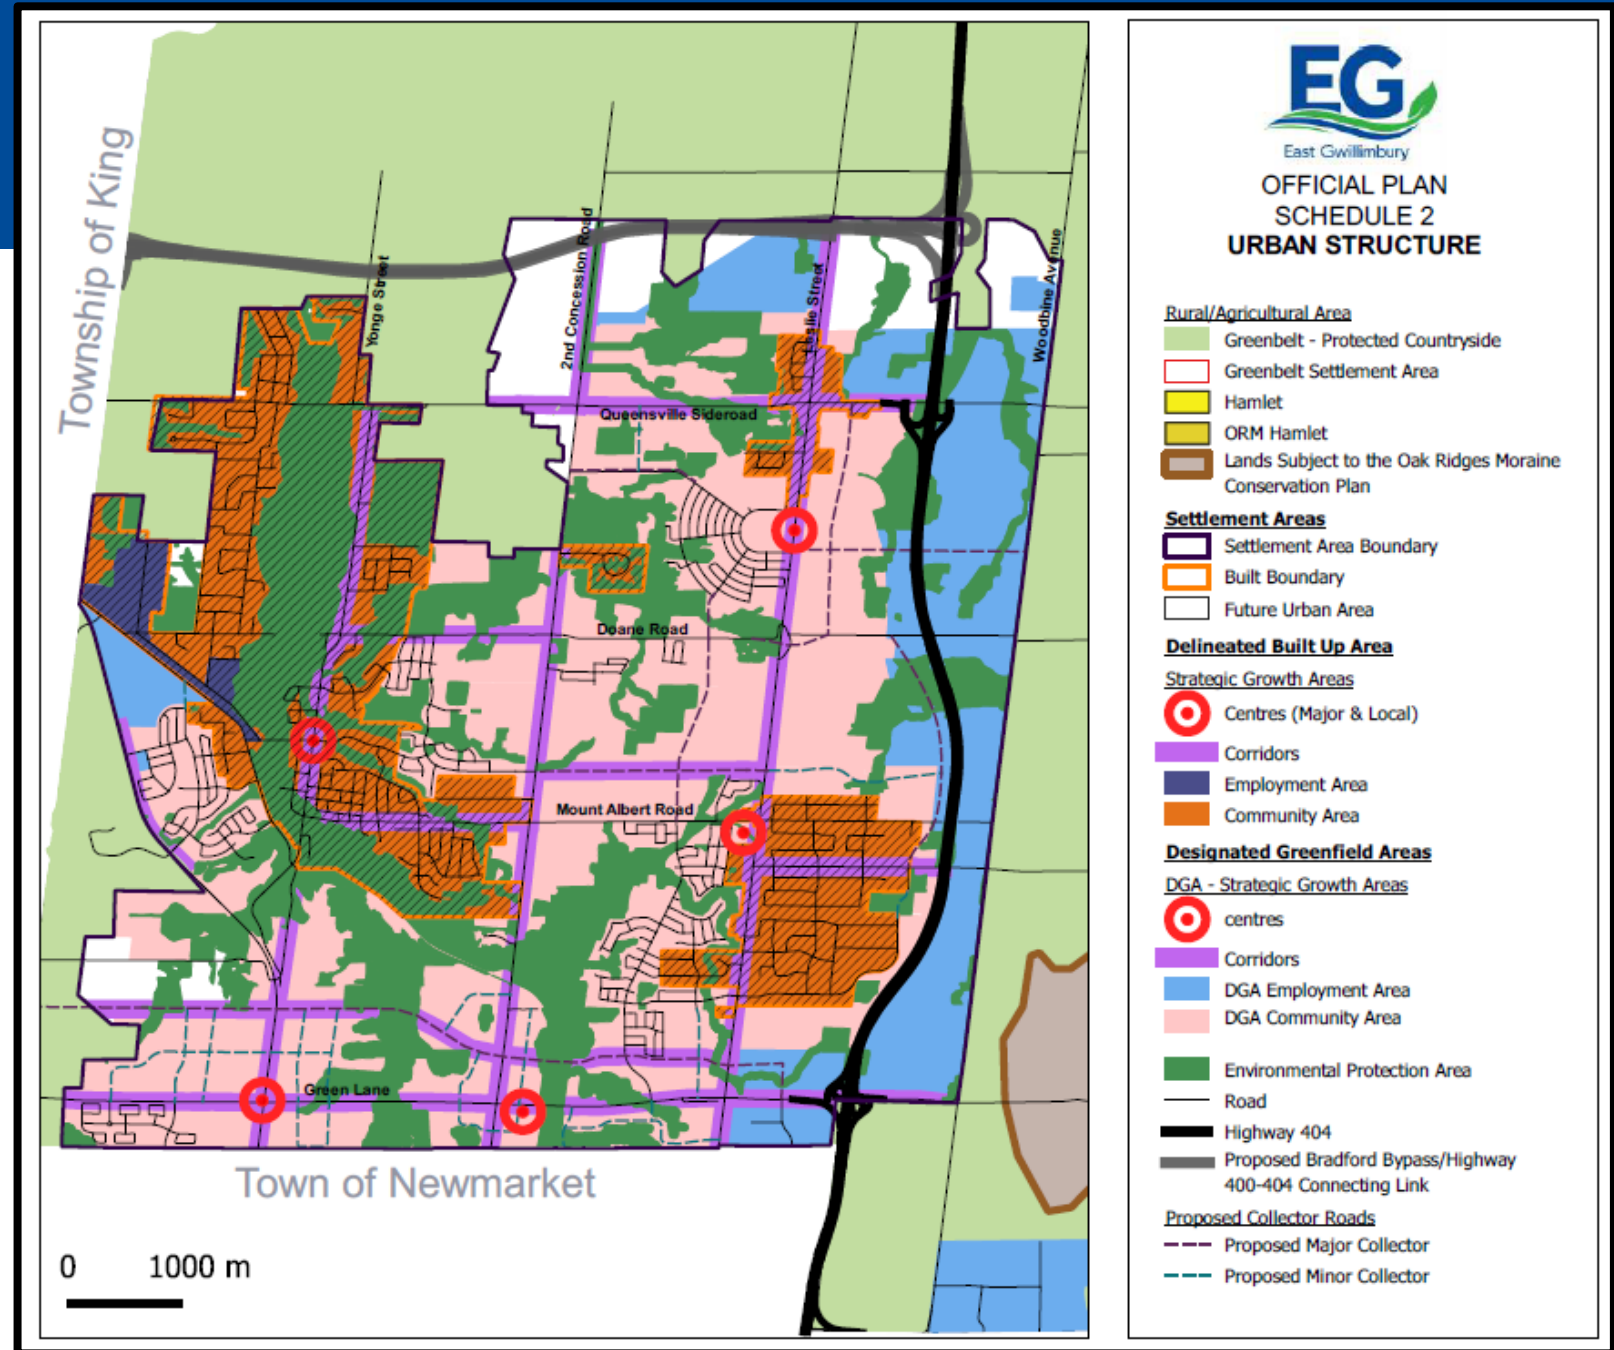 Township of King
Yonge Street
2nd Concession Road
Leslie Street
Woodbine Avenue
Queensville Sideroad
Doane Road
Mount Albert Road
Green Lane
Town of Newmarket
0 1000 m
EG
East Gwillimbury
OFFICIAL PLAN
SCHEDULE 2
URBAN STRUCTURE
Rural/Agricultural Area
Greenbelt - Protected Countryside
Greenbelt Settlement Area
Hamlet
ORM Hamlet
Lands Subject to the Oak Ridges Moraine
Conservation Plan
Settlement Areas
Settlement Area Boundary
Built Boundary
Future Urban Area
Delineated Built Up Area
Strategic Growth Areas
Centres (Major & Local)
Corridors
Employment Area
Community Area
Designated Greenfield Areas
DGA - Strategic Growth Areas
centres
Corridors
DGA Employment Area
DGA Community Area
Environmental Protection Area
Road
Highway 404
Proposed Bradford Bypass/Highway
400-404 Connecting Link
Proposed Collector Roads
Proposed Major Collector
Proposed Minor Collector